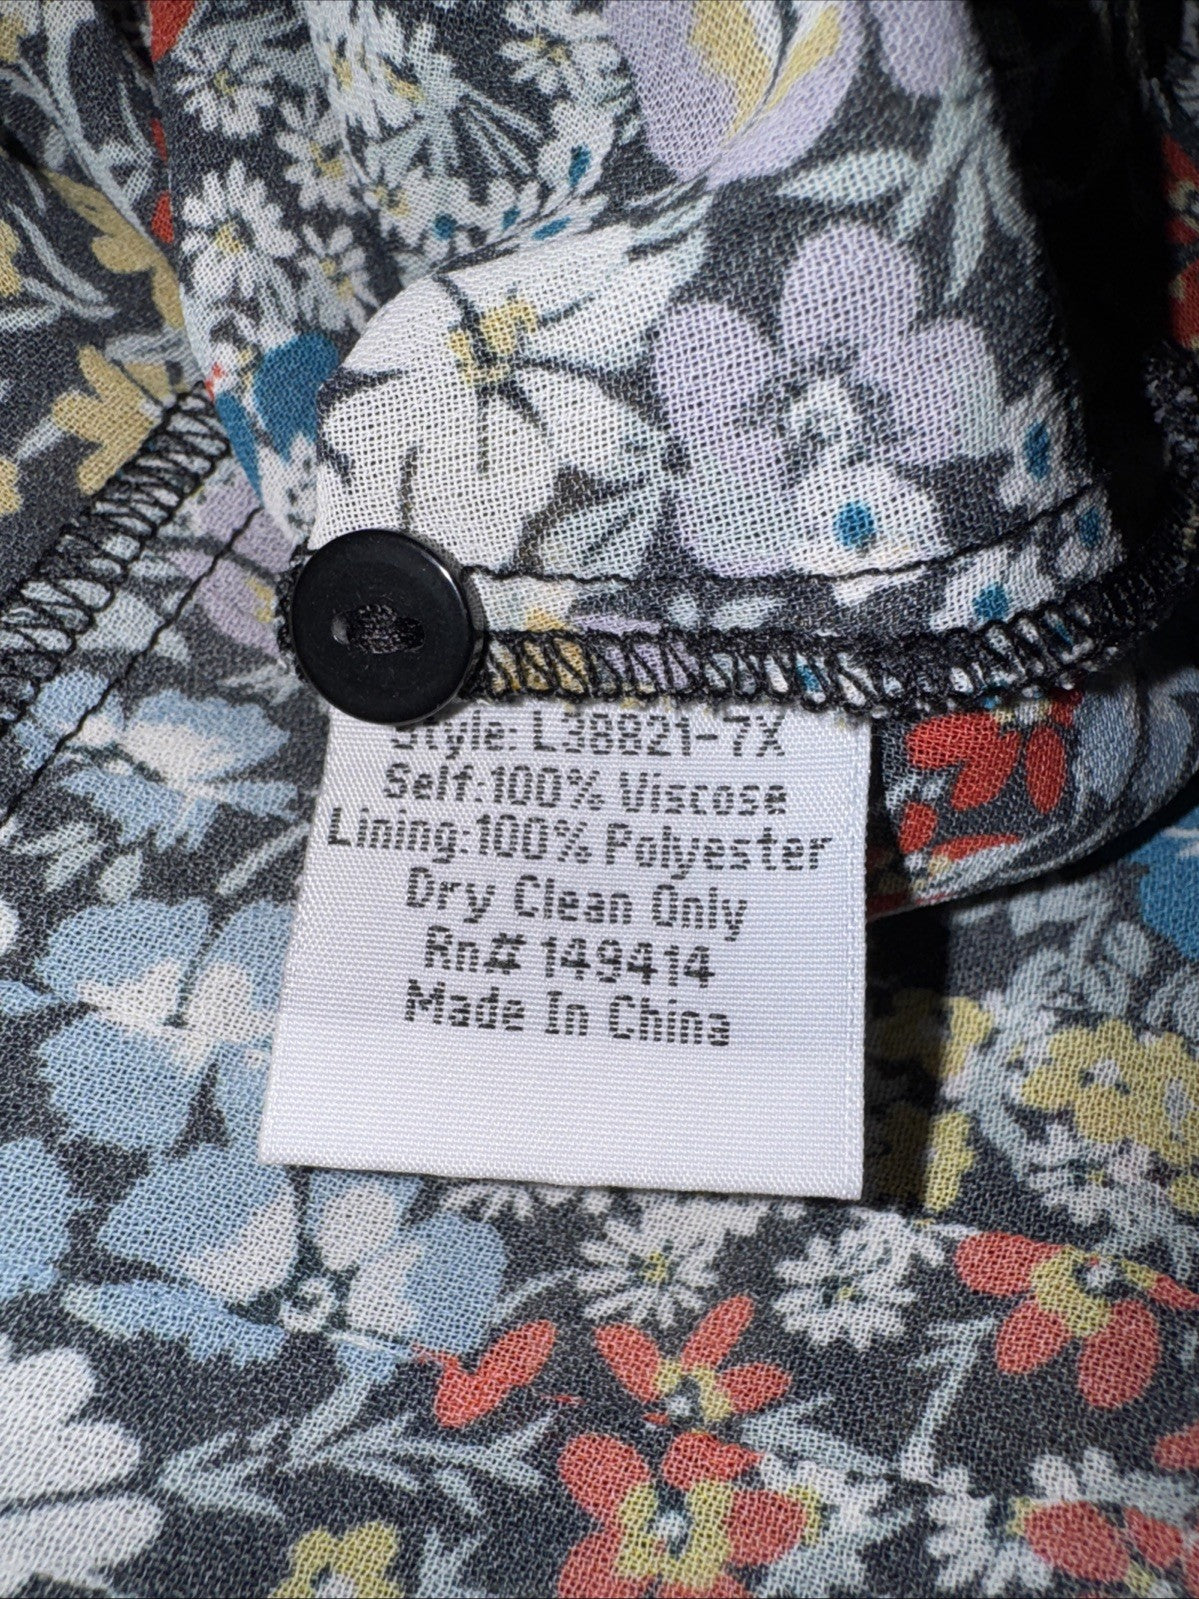 Style: L38821-7X
Self:100% Viscose
Lining:100% Polyester
Dry Clean Only
Rn# 149414
Made In China